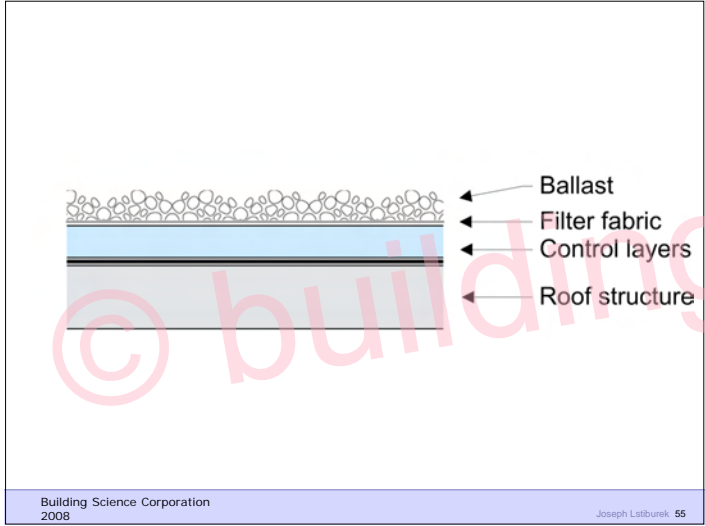 Ballast
Filter fabric
Control layers
Roof structure
© building
Building Science Corporation
2008
Joseph Lstiburek 55